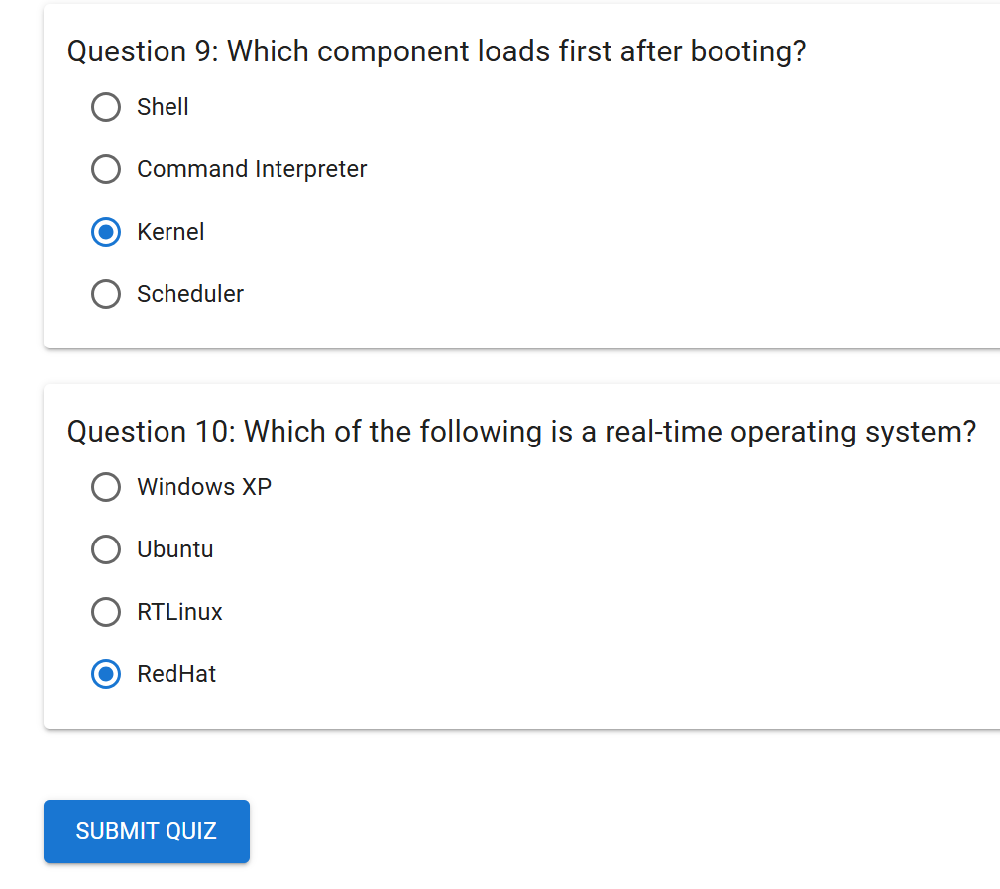 Question 9: Which component loads first after booting?
Shell
Command Interpreter
Kernel
Scheduler
Question 10: Which of the following is a real-time operating system?
Windows XP
Ubuntu
RTLinux
RedHat
SUBMIT QUIZ